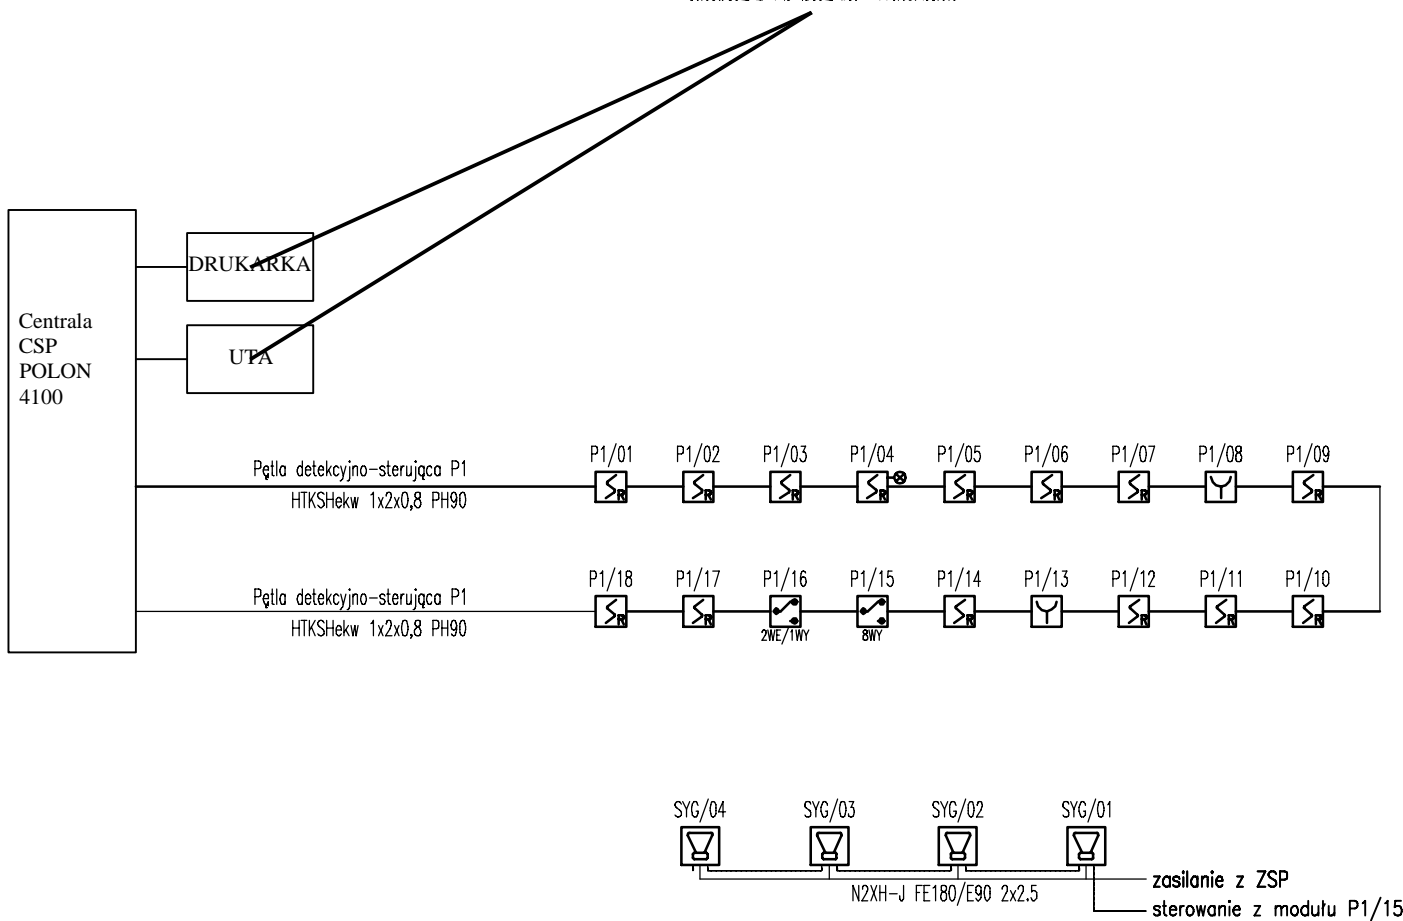 DRUKARKA
Centrala
CSP
POLON
4100
UTA
P1/01 P1/02 P1/03 P1/04 P1/05 P1/06 P1/07 P1/08 P1/09
Pętla detekcyjno-sterująca P1
HTKSHekw 1x2x0,8 PH90
P1/18 P1/17 P1/16 P1/15 P1/14 P1/13 P1/12 P1/11 P1/10
Pętla detekcyjno-sterująca P1
HTKSHekw 1x2x0,8 PH90
2WE/1WY 8WY
SYG/04 SYG/03 SYG/02 SYG/01
zasilanie z ZSP
N2XH-J FE180/E90 2x2.5
sterowanie z modułu P1/15